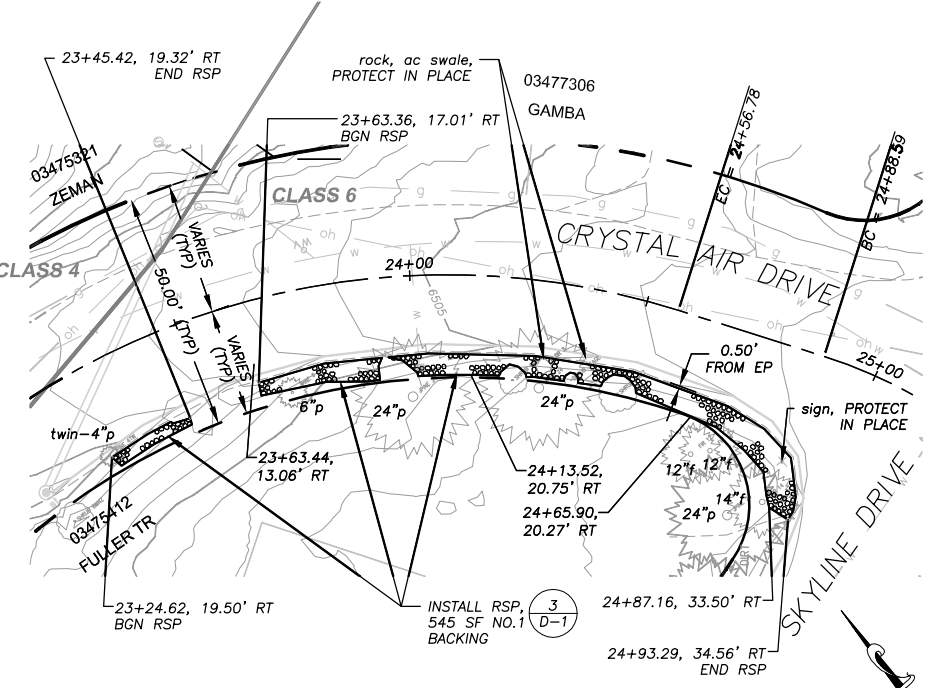 23+45.42, 19.32' RT
END RSP
rock, ac swale,
PROTECT IN PLACE
03477306
GAMBA
23+63.36, 17.01' RT
BGN RSP
EC = 24+56.78
BC = 24+88.59
03475321
ZEMAN
CLASS 6
CLASS 4
VARIES
(TYP)
50.00' (TYP)
VARIES
(TYP)
24+00
6505
CRYSTAL AIR DRIVE
g
g
g
g
w
w
w
oh
oh
oh
oh
25+00
0.50'
FROM EP
sign, PROTECT
IN PLACE
twin-4"p
6"p
24"p
24"p
12"f
12"f
14"f
24"p
23+63.44,
13.06' RT
24+13.52,
20.75' RT
24+65.90,
20.27' RT
03475412
FULLER TR
SKYLINE DRIVE
23+24.62, 19.50' RT
BGN RSP
INSTALL RSP,
545 SF NO.1
BACKING
3
D-1
24+87.16, 33.50' RT
24+93.29, 34.56' RT
END RSP